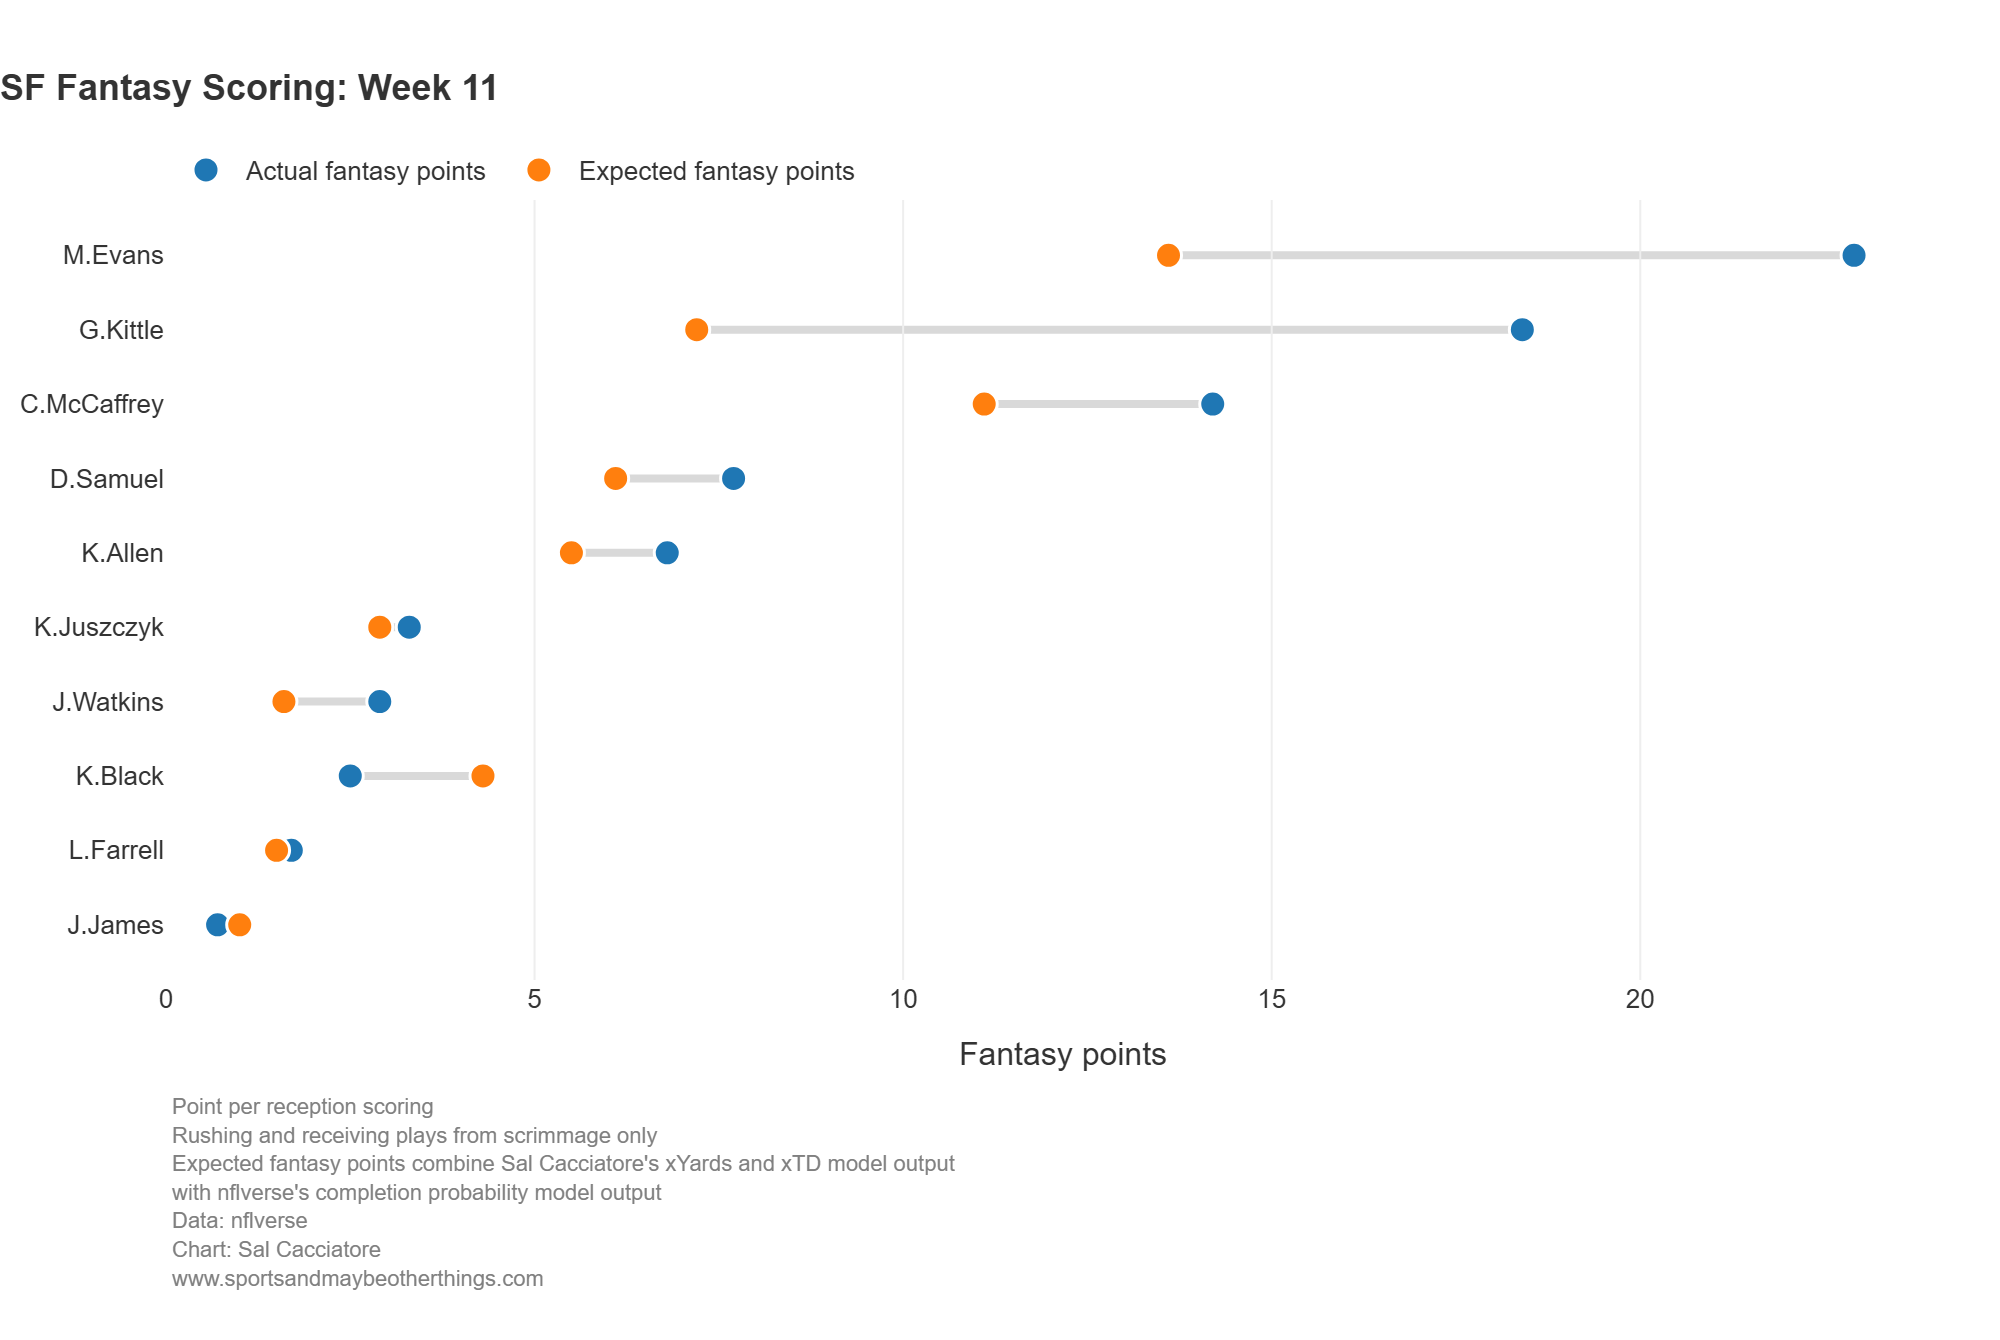 SF Fantasy Scoring: Week 11
Actual fantasy points
Expected fantasy points
M.Evans
G.Kittle
C.McCaffrey
D.Samuel
K.Allen
K.Juszczyk
J.Watkins
K.Black
L.Farrell
J.James
0 5 10 15 20
Fantasy points
Point per reception scoring
Rushing and receiving plays from scrimmage only
Expected fantasy points combine Sal Cacciatore's xYards and xTD model output
with nflverse's completion probability model output
Data: nflverse
Chart: Sal Cacciatore
www.sportsandmaybeotherthings.com